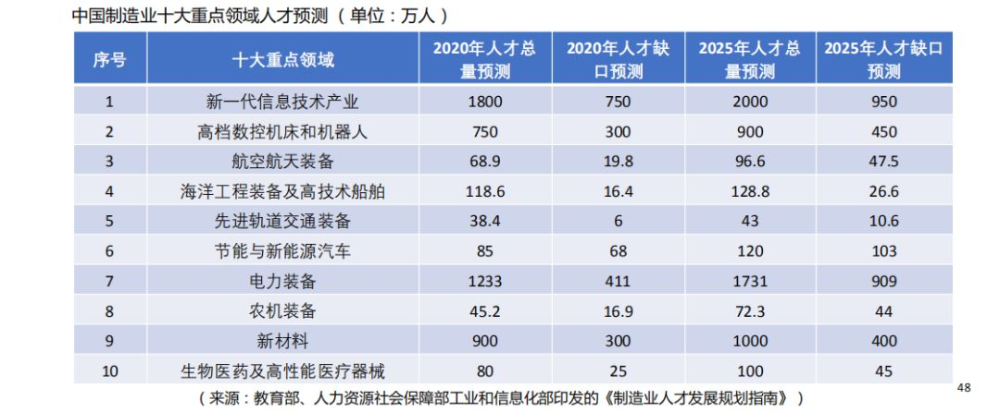 中国制造业十大重点领域人才预测（单位：万人）
序号 十大重点领域 2020年人才总量预测 2020年人才缺口预测 2025年人才总量预测 2025年人才缺口预测
1 新一代信息技术产业 1800 750 2000 950
2 高档数控机床和机器人 750 300 900 450
3 航空航天装备 68.9 19.8 96.6 47.5
4 海洋工程装备及高技术船舶 118.6 16.4 128.8 26.6
5 先进轨道交通装备 38.4 6 43 10.6
6 节能与新能源汽车 85 68 120 103
7 电力装备 1233 411 1731 909
8 农机装备 45.2 16.9 72.3 44
9 新材料 900 300 1000 400
10 生物医药及高性能医疗器械 80 25 100 45
（来源：教育部、人力资源社会保障部工业和信息化部印发的《制造业人才发展规划指南》）
48